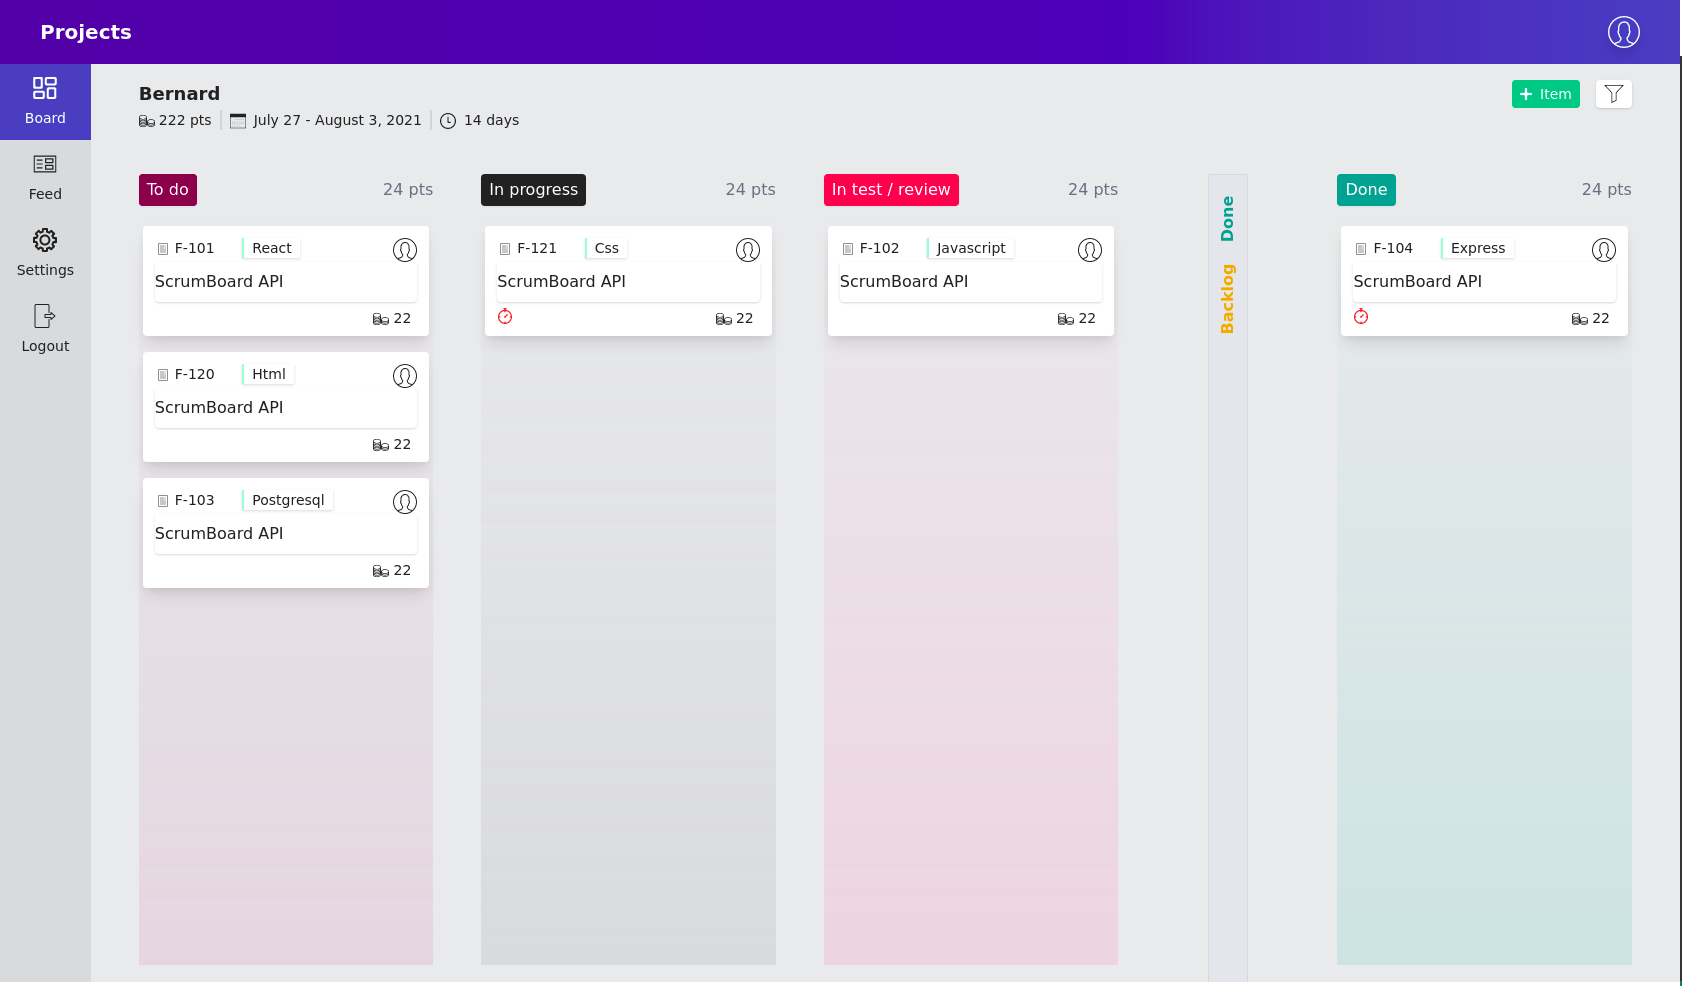 Projects
Board
Feed
Settings
Logout
Bernard
222 pts July 27 - August 3, 2021 14 days
+ Item
To do 24 pts
F-101 React
ScrumBoard API
22
F-120 Html
ScrumBoard API
22
F-103 Postgresql
ScrumBoard API
22
In progress 24 pts
F-121 Css
ScrumBoard API
22
In test / review 24 pts
F-102 Javascript
ScrumBoard API
22
Done
Backlog
Done 24 pts
F-104 Express
ScrumBoard API
22